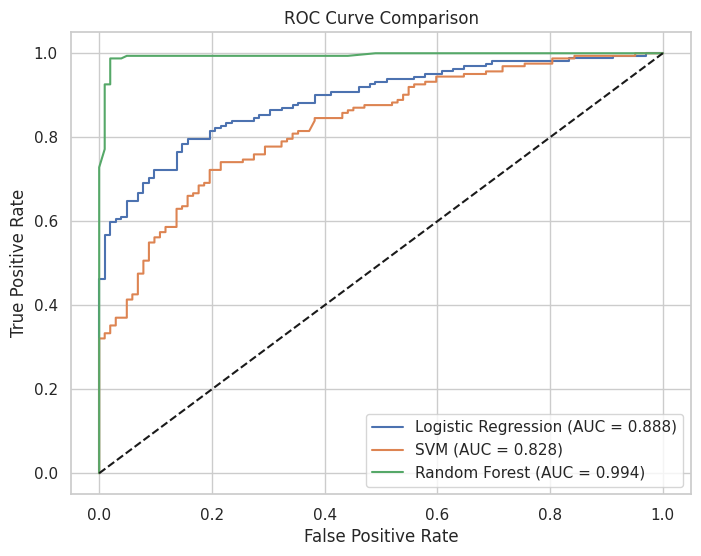 ROC Curve Comparison
True Positive Rate
1.0
0.8
0.6
0.4
0.2
0.0
Logistic Regression (AUC = 0.888)
SVM (AUC = 0.828)
Random Forest (AUC = 0.994)
0.0 0.2 0.4 0.6 0.8 1.0
False Positive Rate